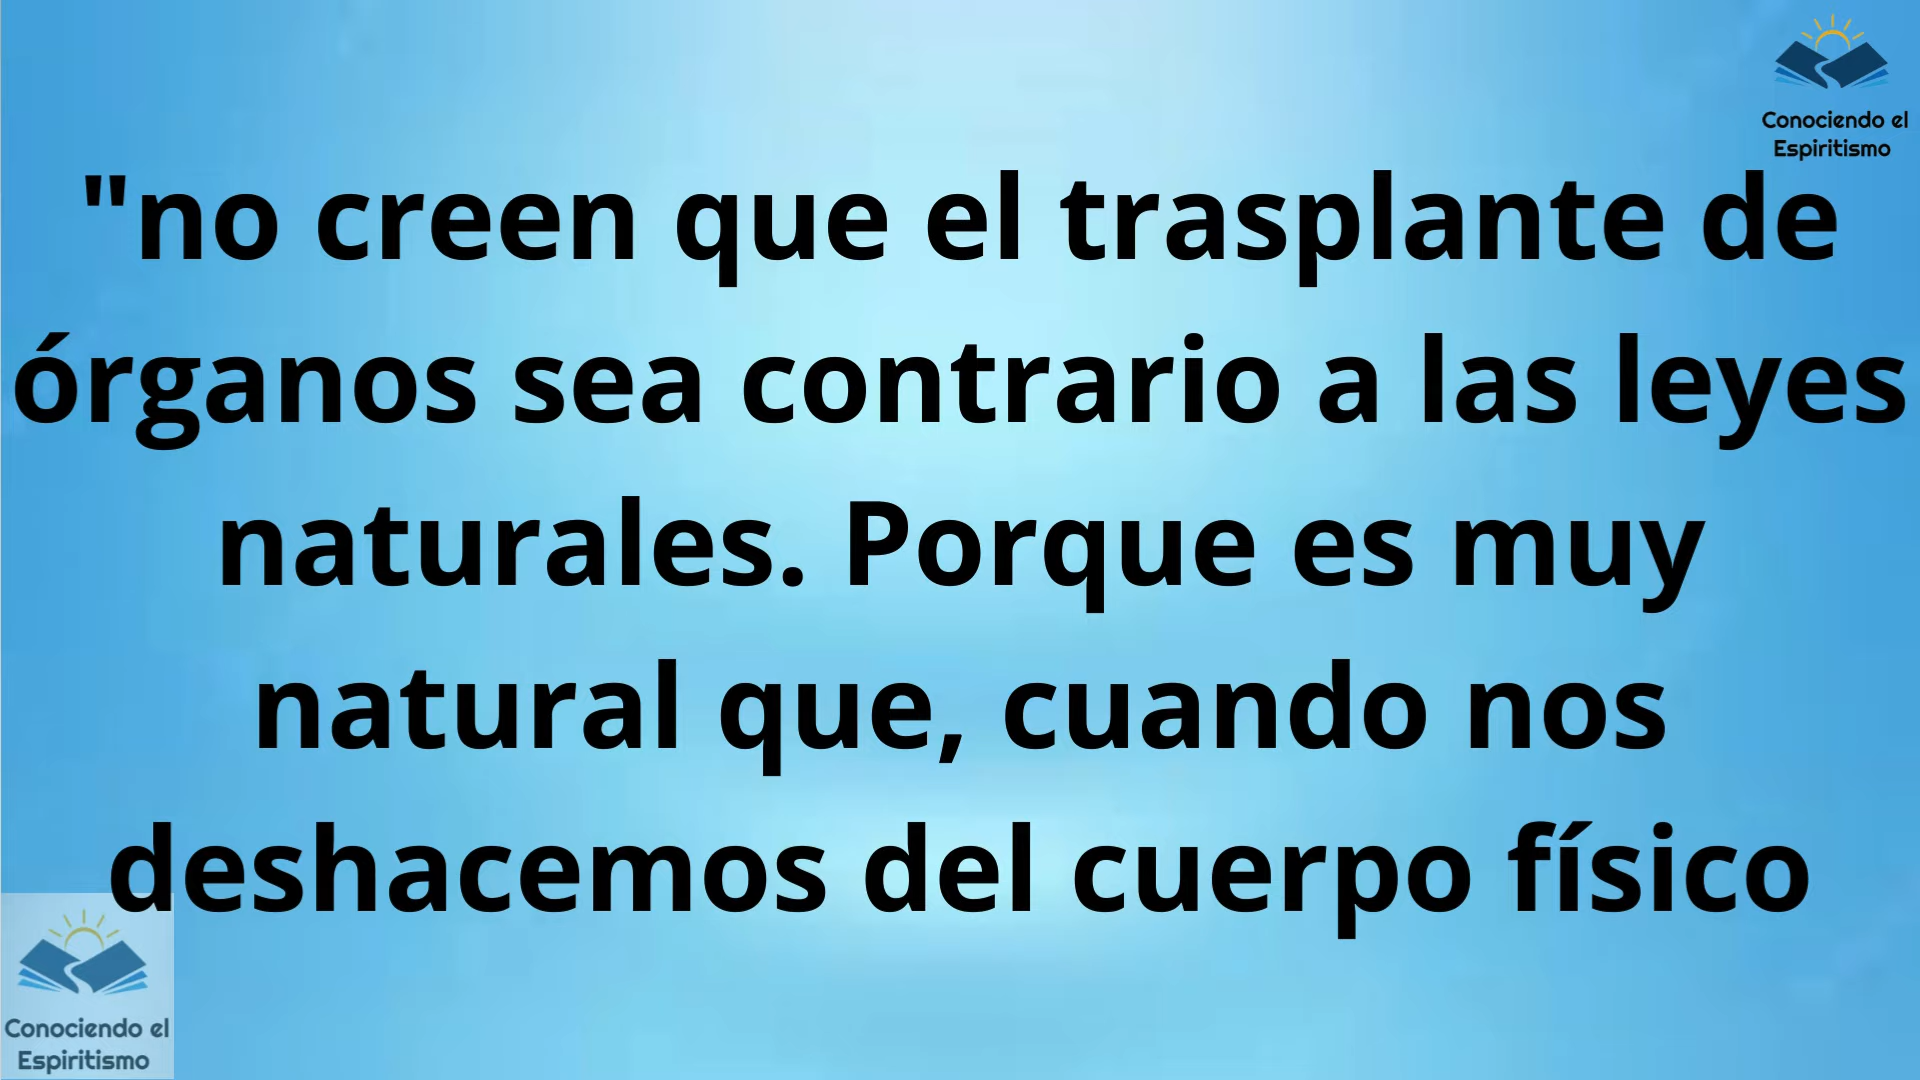 Conociendo el
Espiritismo
"no creen que el trasplante de
órganos sea contrario a las leyes
naturales. Porque es muy
natural que, cuando nos
deshacemos del cuerpo físico
Conociendo el
Espiritismo